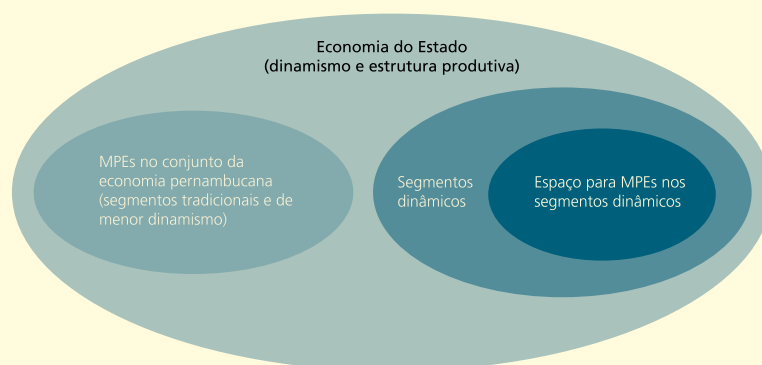 Economia do Estado
(dinamismo e estrutura produtiva)
MPEs no conjunto da
economia pernambucana
(segmentos tradicionais e de
menor dinamismo)
Segmentos
dinâmicos
Espaço para MPEs nos
segmentos dinâmicos